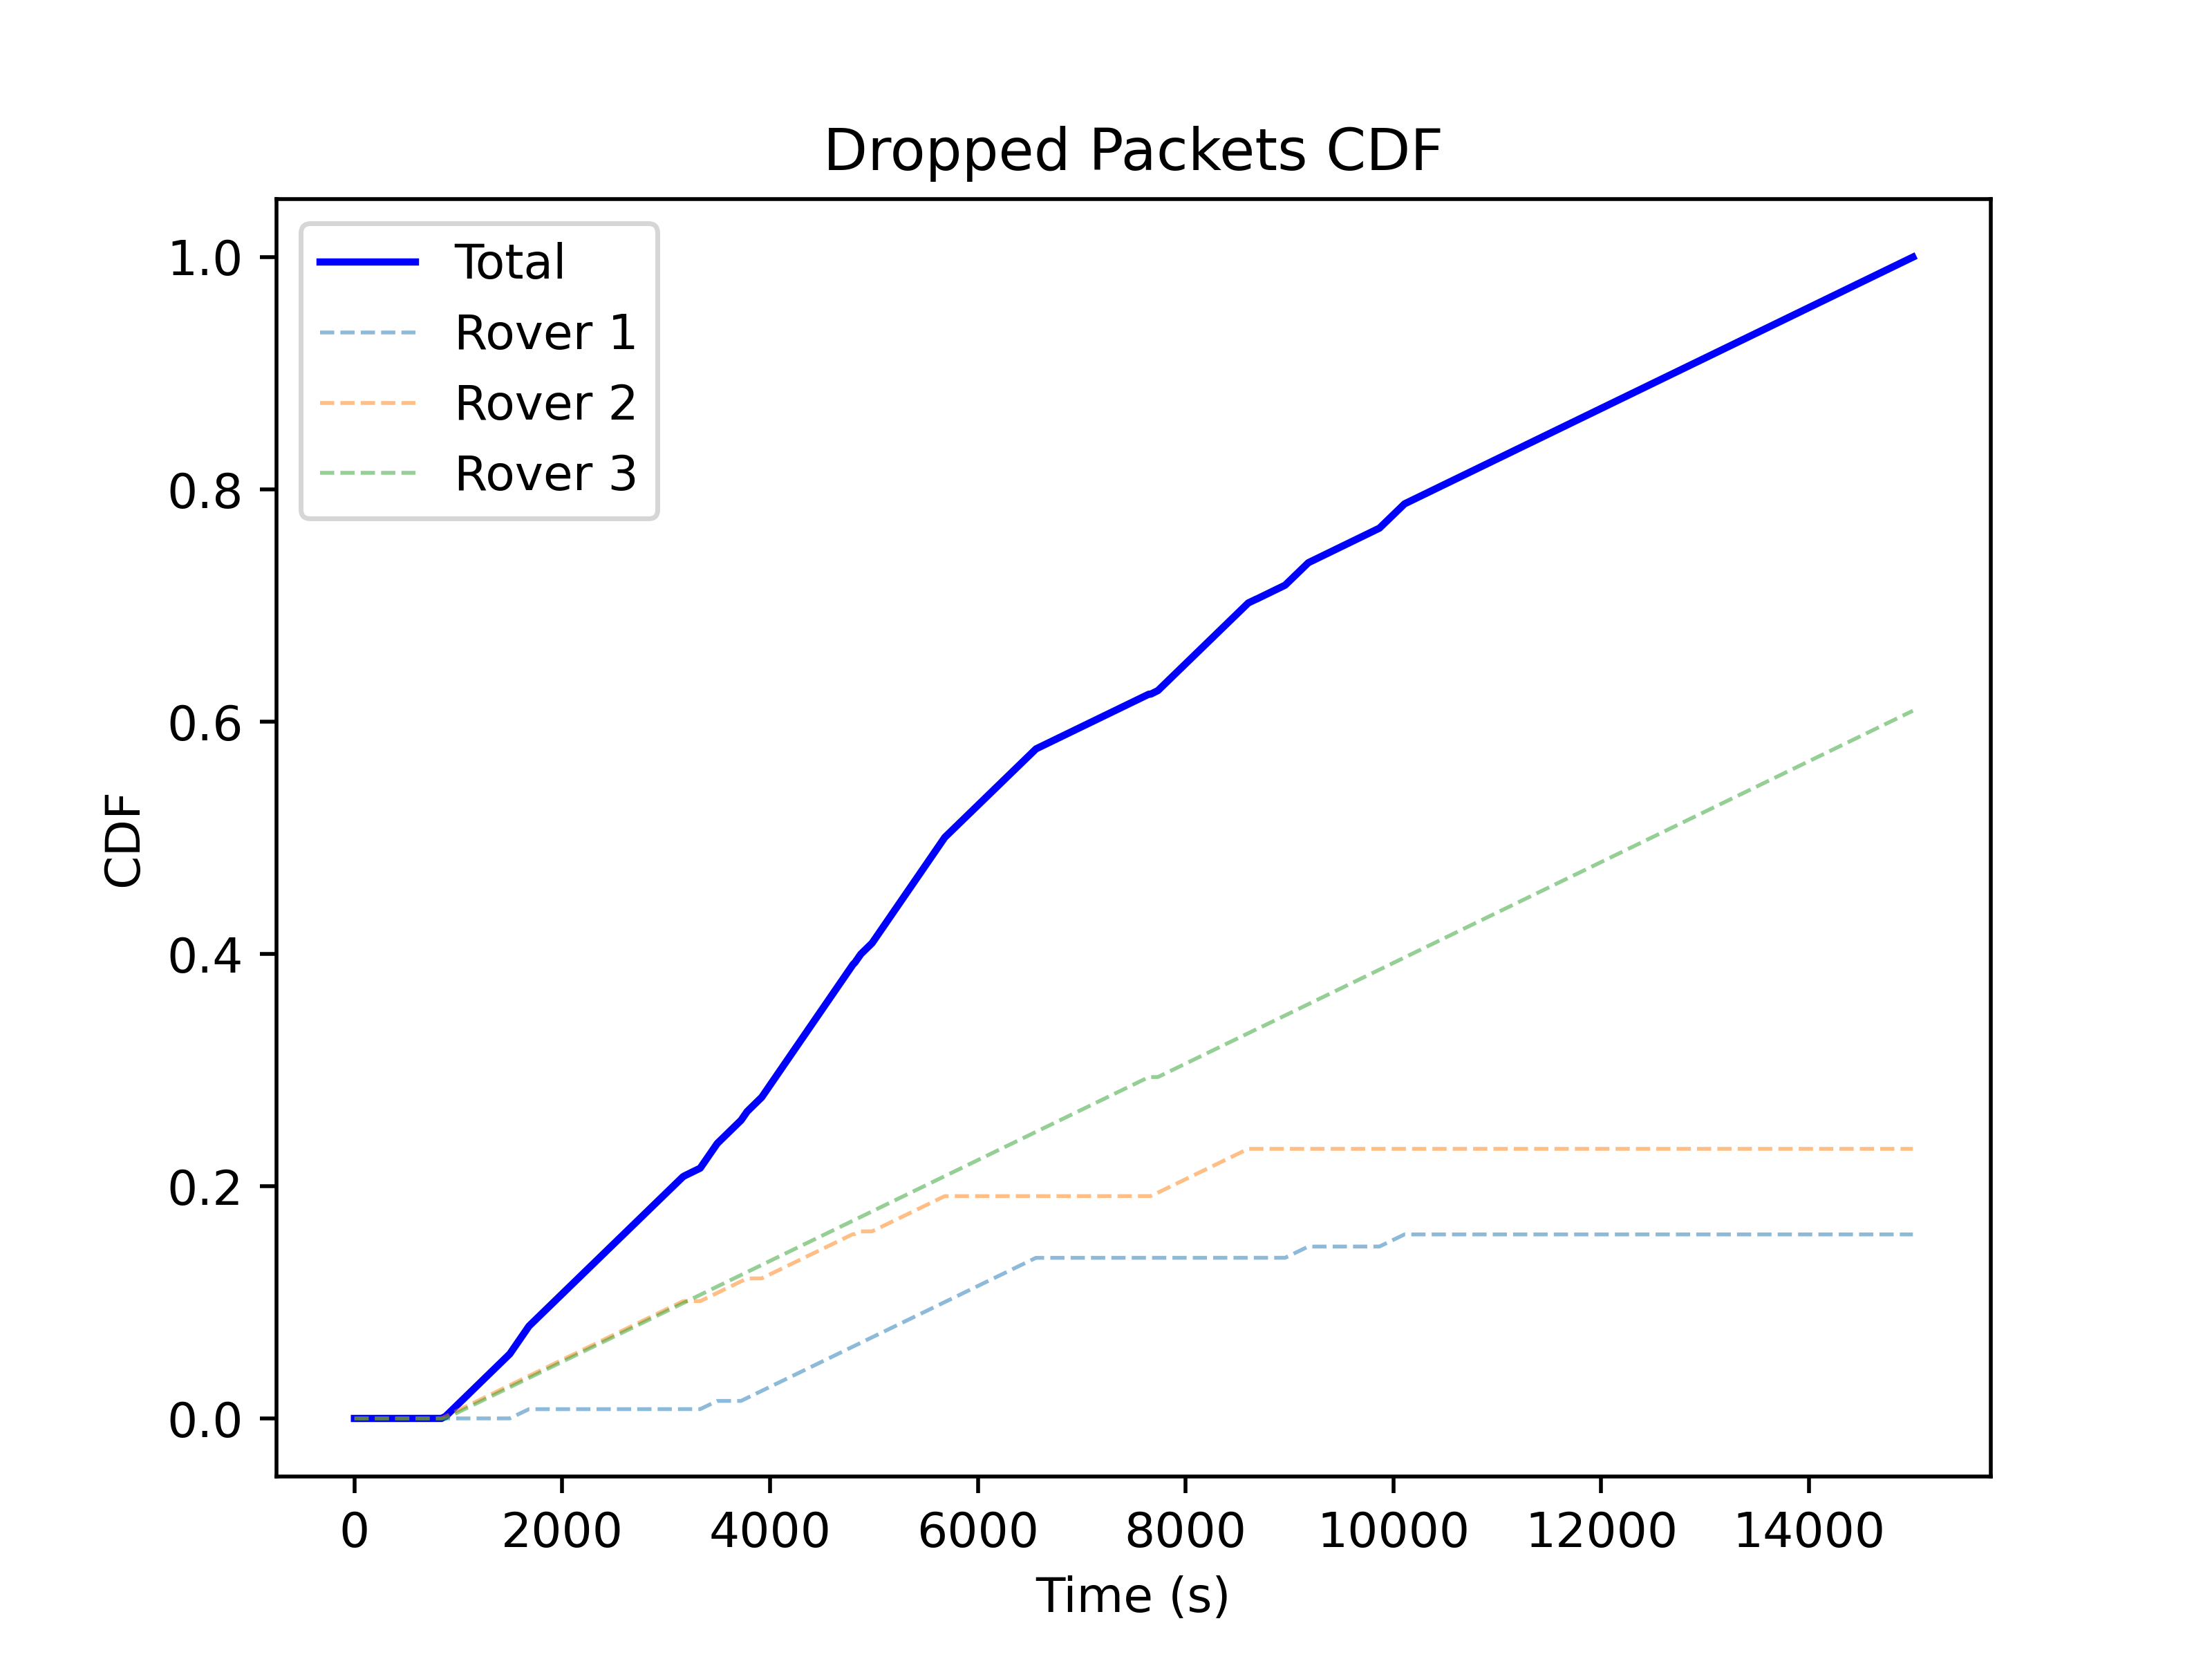 Dropped Packets CDF
Total
Rover 1
Rover 2
Rover 3
1.0
0.8
0.6
0.4
0.2
0.0
CDF
0 2000 4000 6000 8000 10000 12000 14000
Time (s)